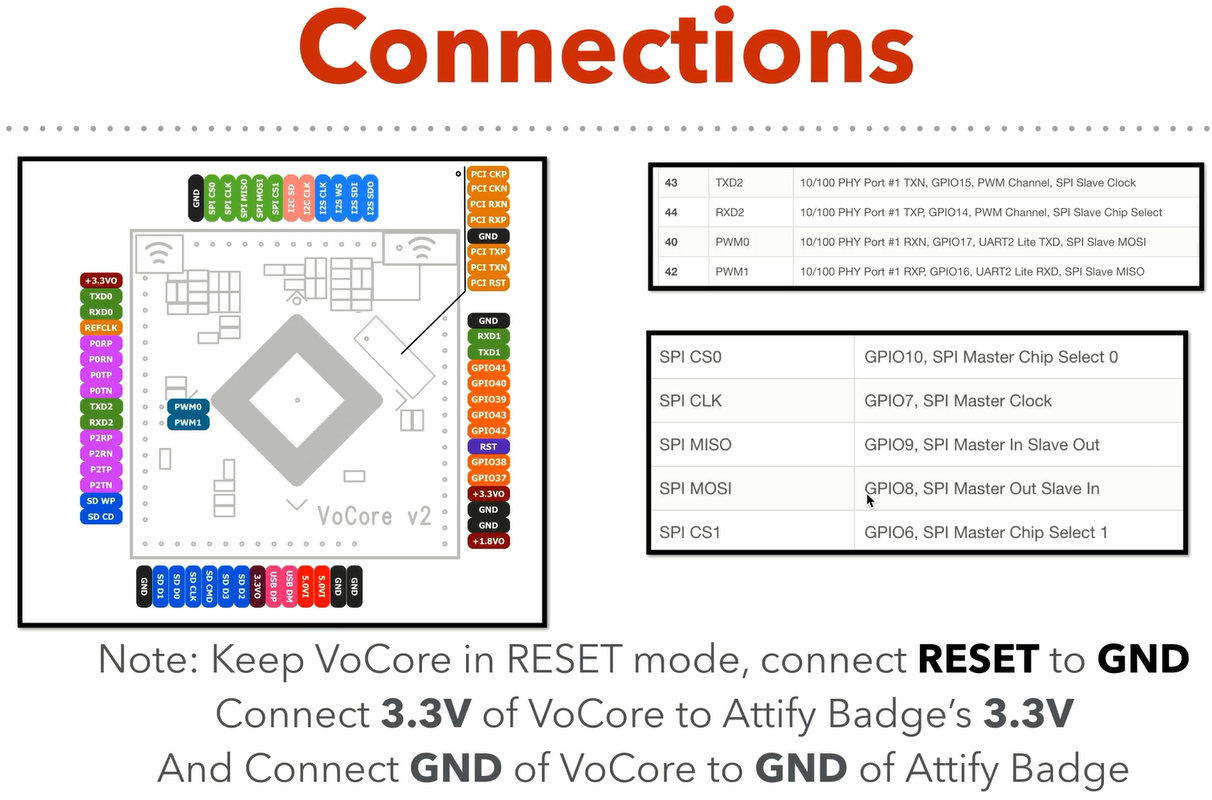 Connections
GND
SPI CS0
SPI CLK
SPI MISO
SPI MOSI
SPI CS1
I2C SD
I2C CLK
I2S CLK
I2S WS
I2S SDI
I2S SDO
PCI CKP
PCI CKN
PCI RXN
PCI RXP
GND
PCI TXP
PCI TXN
PCI RST
+3.3VO
TXD0
RXD0
REFCLK
P0RP
P0RN
P0TP
P0TN
TXD2
RXD2
P2RP
P2RN
P2TP
P2TN
SD WP
SD CD
PWM0
PWM1
VoCore v2
GND
RXD1
TXD1
GPIO41
GPIO40
GPIO39
GPIO43
GPIO42
RST
GPIO38
GPIO37
+3.3VO
GND
GND
+1.8VO
GND
SD D1
SD D0
SD CLK
SD CMD
SD D3
SD D2
3.3VO
USB DP
USB DM
5.0VI
5.0VI
GND
GND
43 TXD2 10/100 PHY Port #1 TXN, GPIO15, PWM Channel, SPI Slave Clock
44 RXD2 10/100 PHY Port #1 TXP, GPIO14, PWM Channel, SPI Slave Chip Select
40 PWM0 10/100 PHY Port #1 RXN, GPIO17, UART2 Lite TXD, SPI Slave MOSI
42 PWM1 10/100 PHY Port #1 RXP, GPIO16, UART2 Lite RXD, SPI Slave MISO
SPI CS0 GPIO10, SPI Master Chip Select 0
SPI CLK GPIO7, SPI Master Clock
SPI MISO GPIO9, SPI Master In Slave Out
SPI MOSI GPIO8, SPI Master Out Slave In
SPI CS1 GPIO6, SPI Master Chip Select 1
Note: Keep VoCore in RESET mode, connect RESET to GND
Connect 3.3V of VoCore to Attify Badge's 3.3V
And Connect GND of VoCore to GND of Attify Badge